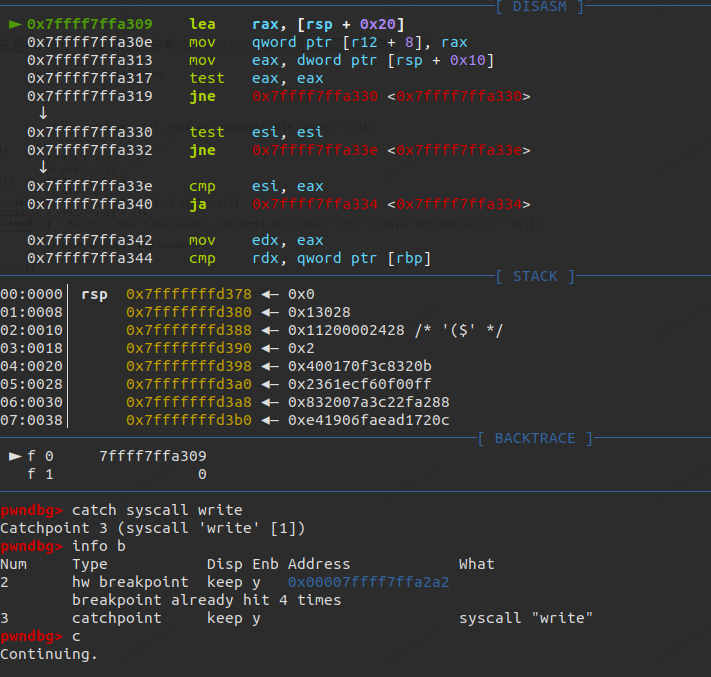 [ DISASM ]
► 0x7ffff7ffa309 lea rax, [rsp + 0x20]
0x7ffff7ffa30e mov qword ptr [r12 + 8], rax
0x7ffff7ffa313 mov eax, dword ptr [rsp + 0x10]
0x7ffff7ffa317 test eax, eax
0x7ffff7ffa319 jne 0x7ffff7ffa330 <0x7ffff7ffa330>
↓
0x7ffff7ffa330 test esi, esi
0x7ffff7ffa332 jne 0x7ffff7ffa33e <0x7ffff7ffa33e>
↓
0x7ffff7ffa33e cmp esi, eax
0x7ffff7ffa340 ja 0x7ffff7ffa334 <0x7ffff7ffa334>
0x7ffff7ffa342 mov edx, eax
0x7ffff7ffa344 cmp rdx, qword ptr [rbp]
[ STACK ]
00:0000│ rsp 0x7fffffffd378 ◂— 0x0
01:0008│ 0x7fffffffd380 ◂— 0x13028
02:0010│ 0x7fffffffd388 ◂— 0x11200002428 /* '($' */
03:0018│ 0x7fffffffd390 ◂— 0x2
04:0020│ 0x7fffffffd398 ◂— 0x400170f3c8320b
05:0028│ 0x7fffffffd3a0 ◂— 0x2361ecf60f00ff
06:0030│ 0x7fffffffd3a8 ◂— 0x832007a3c22fa288
07:0038│ 0x7fffffffd3b0 ◂— 0xe41906faead1720c
[ BACKTRACE ]
► f 0 7ffff7ffa309
f 1 0
pwndbg> catch syscall write
Catchpoint 3 (syscall 'write' [1])
pwndbg> info b
Num Type Disp Enb Address What
2 hw breakpoint keep y 0x00007ffff7ffa2a2
breakpoint already hit 4 times
3 catchpoint keep y syscall "write"
pwndbg> c
Continuing.